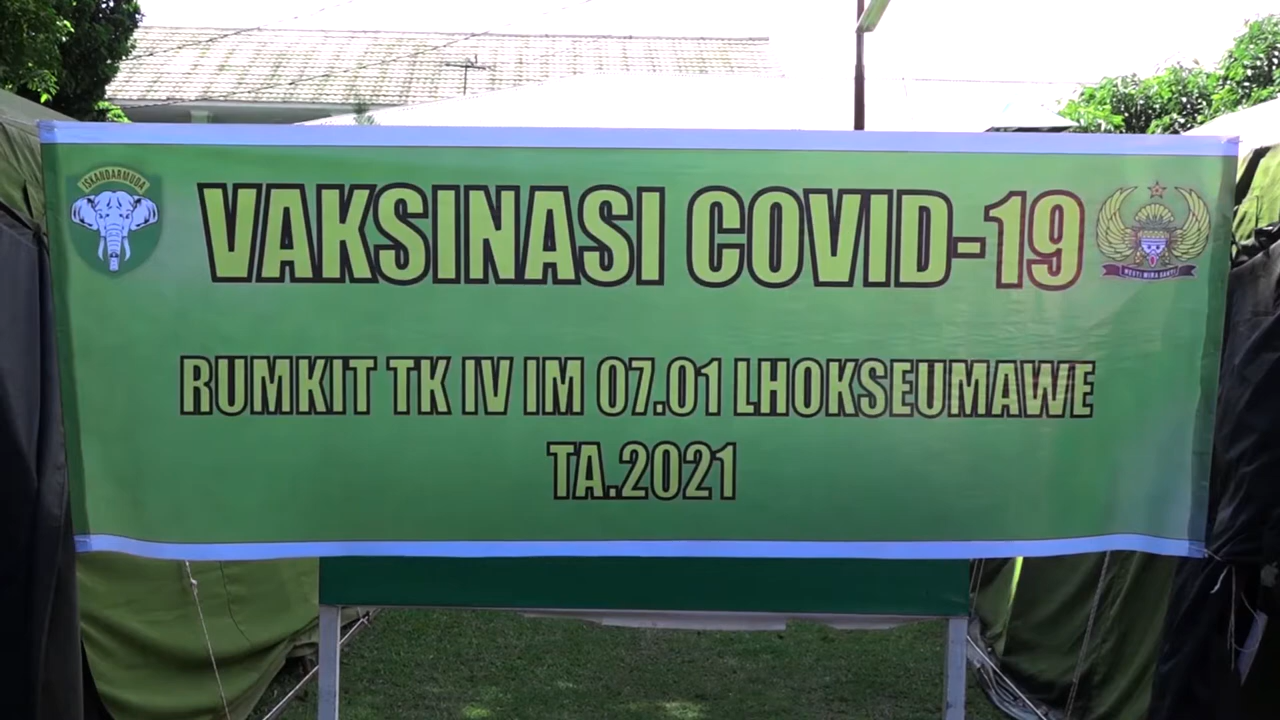 ISKANDARMUDA
VAKSINASI COVID-19
RUMKIT TK IV IM 07.01 LHOKSEUMAWE
TA.2021